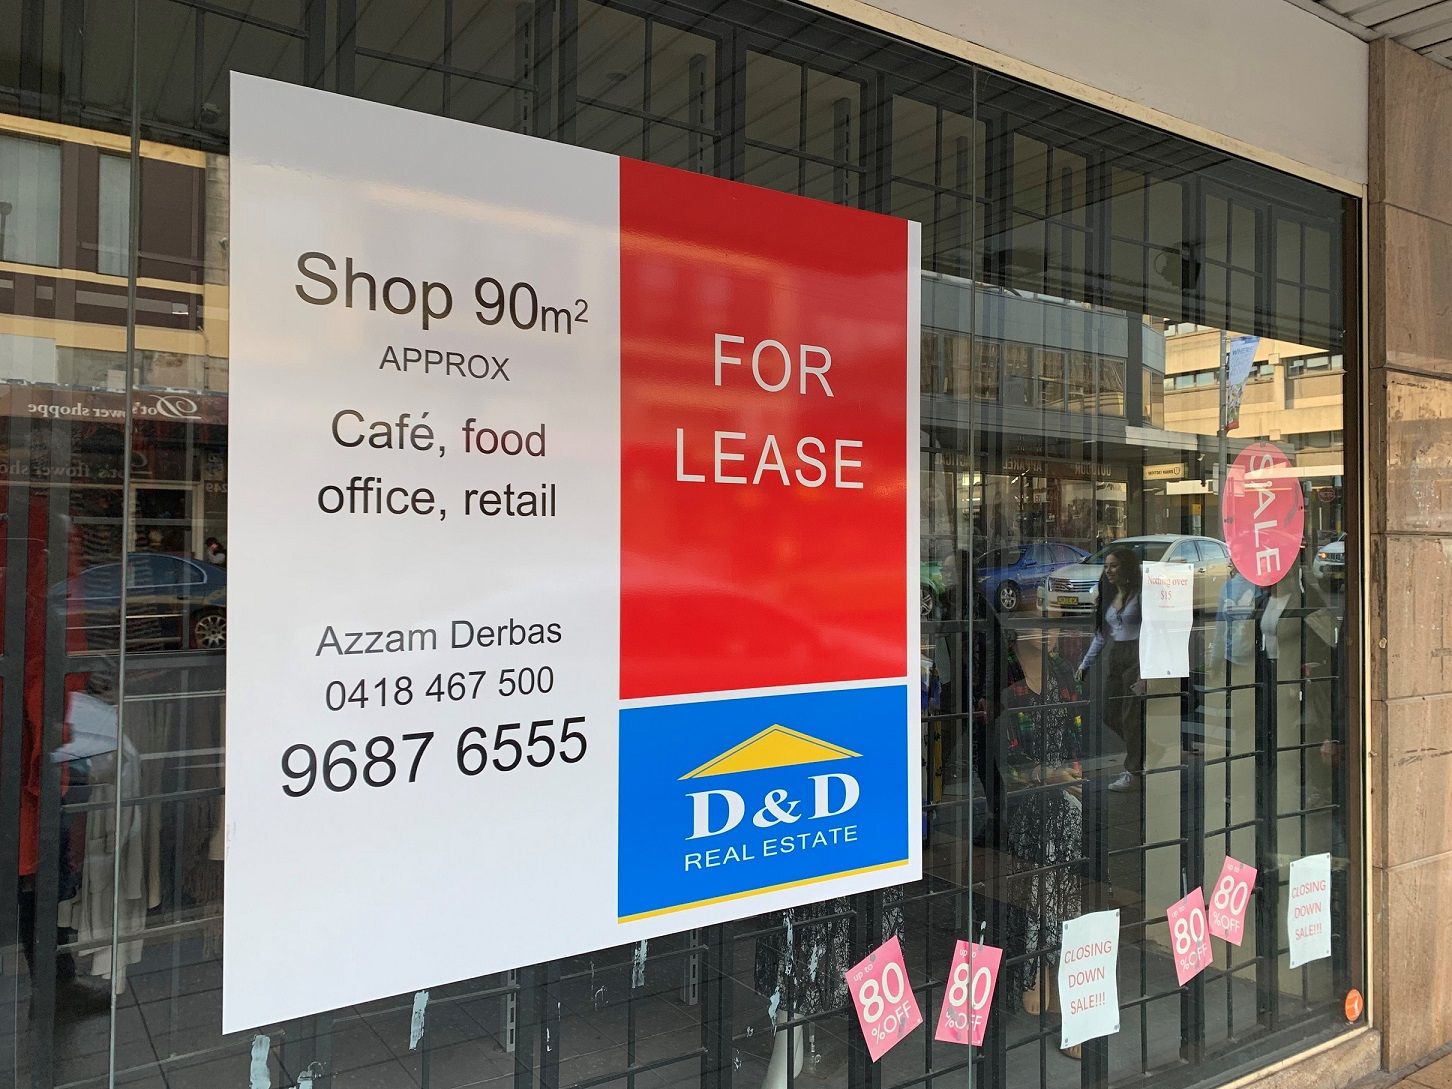 Shop 90m²
APPROX
Café, food
office, retail
Azzam Derbas
0418 467 500
9687 6555
FOR
LEASE
D&D
REAL ESTATE
SALE
Nothing over
$15
up to
80
%OFF
up to
80
%OFF
CLOSING
DOWN
SALE!!!
up to
80
%OFF
up to
80
%OFF
CLOSING
DOWN
SALE!!!